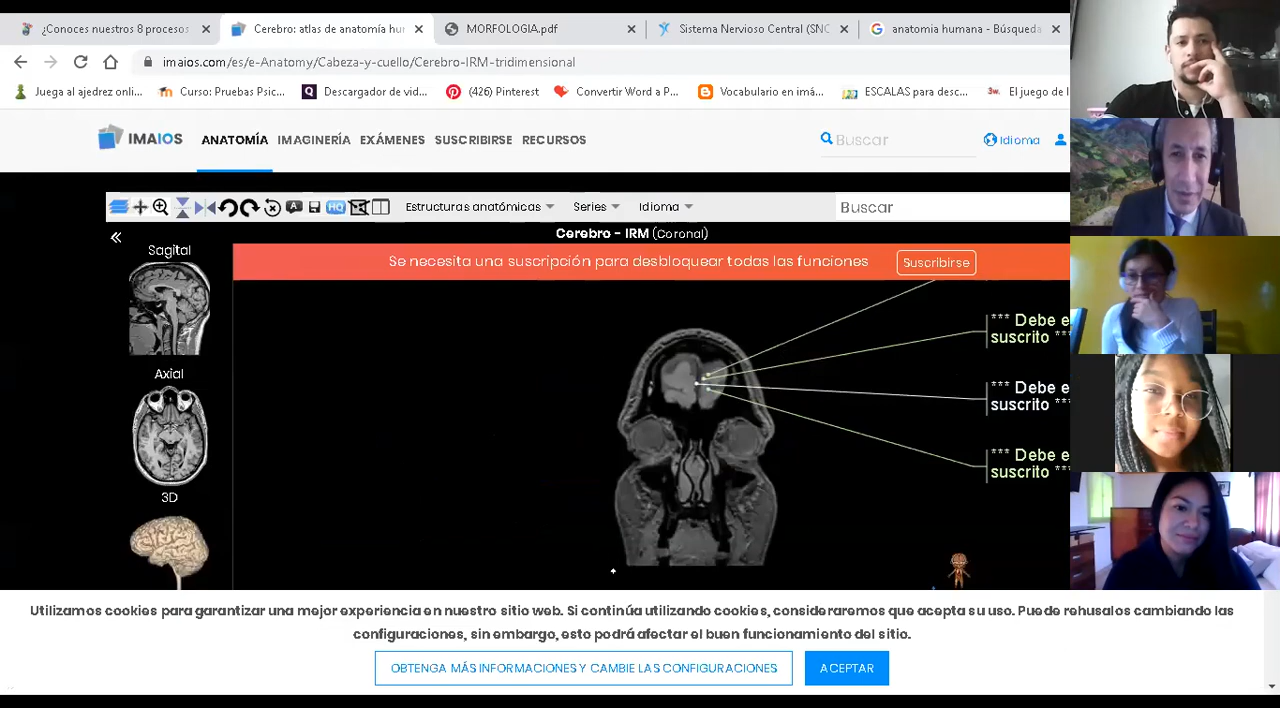 ¿Conoces nuestros 8 procesos
Cerebro: atlas de anatomía hur
MORFOLOGIA.pdf
Sistema Nervioso Central (SNC
anatomia humana - Búsqueda
imaios.com/es/e-Anatomy/Cabeza-y-cuello/Cerebro-IRM-tridimensional
Juega al ajedrez onli...
Curso: Pruebas Psic...
Descargador de vid...
(426) Pinterest
Convertir Word a P...
Vocabulario en imá...
ESCALAS para desc...
El juego de l
IMAIOS
ANATOMÍA
IMAGINERÍA
EXÁMENES
SUSCRIBIRSE
RECURSOS
Buscar
Idioma
HQ
Estructuras anatómicas
Series
Idioma
Buscar
Cerebro - IRM (Coronal)
Sagital
Se necesita una suscripción para desbloquear todas las funciones
Suscribirse
*** Debe e
suscrito **
Axial
*** Debe e
suscrito ***
*** Debe e
suscrito ***
3D
Utilizamos cookies para garantizar una mejor experiencia en nuestro sitio web. Si continúa utilizando cookies, consideraremos que acepta su uso. Puede rehusalos cambiando las
configuraciones, sin embargo, esto podrá afectar el buen funcionamiento del sitio.
OBTENGA MÁS INFORMACIONES Y CAMBIE LAS CONFIGURACIONES
ACEPTAR